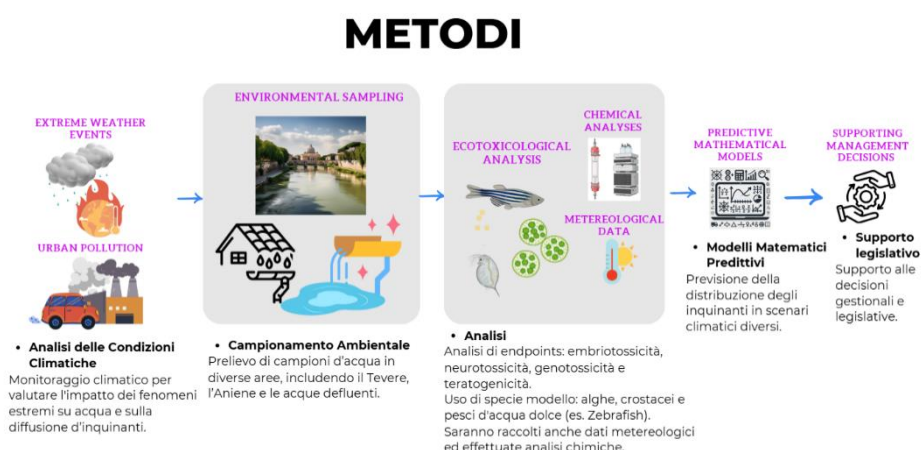 METODI
EXTREME WEATHER
EVENTS
URBAN POLLUTION
• Analisi delle Condizioni
Climatiche
Monitoraggio climatico per
valutare l'impatto dei fenomeni
estremi su acqua e sulla
diffusione d'inquinanti.
ENVIRONMENTAL SAMPLING
• Campionamento Ambientale
Prelievo di campioni d'acqua in
diverse aree, includendo il Tevere,
l'Aniene e le acque defluenti.
ECOTOXICOLOGICAL
ANALYSIS
CHEMICAL
ANALYSES
METEREOLOGICAL
DATA
• Analisi
Analisi di endpoints: embriotossicità,
neurotossicità, genotossicità e
teratogenicità.
Uso di specie modello: alghe, crostacei e
pesci d'acqua dolce (es. Zebrafish).
Saranno raccolti anche dati metereologici
ed effettuate analisi chimiche.
PREDICTIVE
MATHEMATICAL
MODELS
• Modelli Matematici
Predittivi
Previsione della
distribuzione degli
inquinanti in scenari
climatici diversi.
SUPPORTING
MANAGEMENT
DECISIONS
• Supporto
legislativo
Supporto alle
decisioni
gestionali e
legislative.